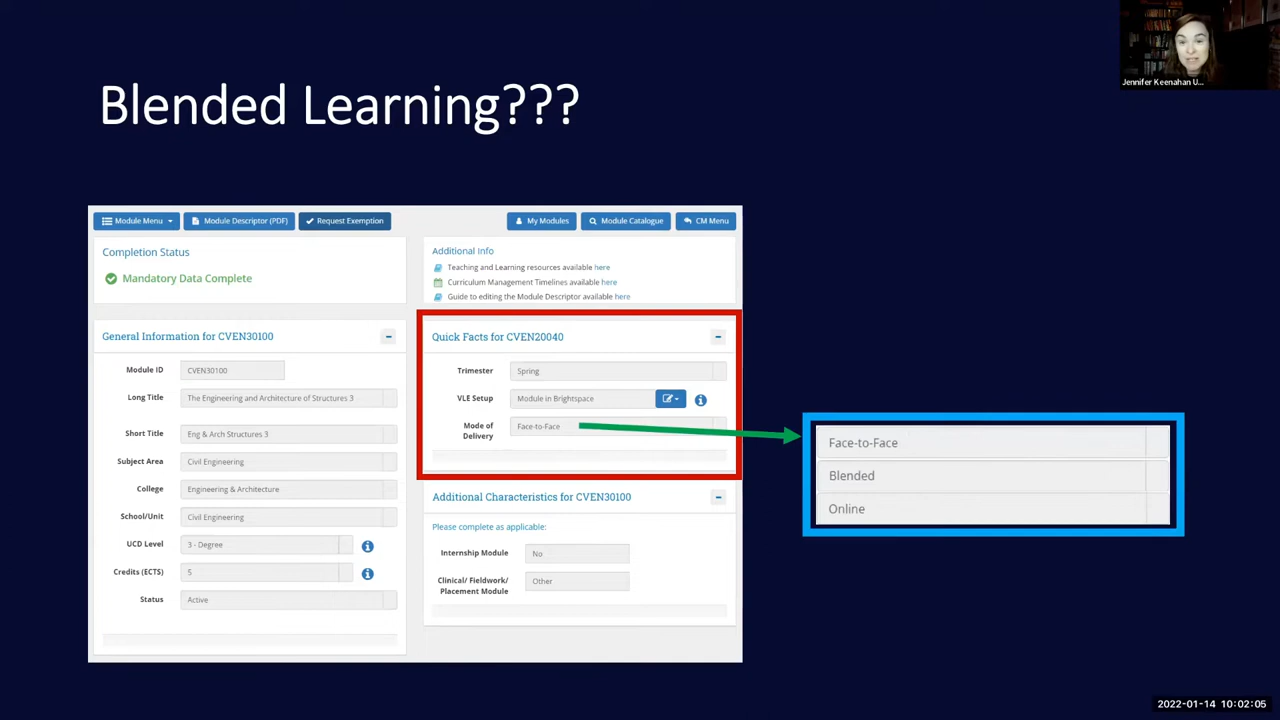 Jennifer Keenahan U...
Blended Learning???
Module Menu Module Descriptor (PDF) Request Exemption My Modules Module Catalogue CM Menu
Completion Status
Mandatory Data Complete
Additional Info
Teaching and Learning resources available here
Curriculum Management Timelines available here
Guide to editing the Module Descriptor available here
General Information for CVEN30100
Module ID CVEN30100
Long Title The Engineering and Architecture of Structures 3
Short Title Eng & Arch Structures 3
Subject Area Civil Engineering
College Engineering & Architecture
School/Unit Civil Engineering
UCD Level 3 - Degree
Credits (ECTS) 5
Status Active
Quick Facts for CVEN20040
Trimester Spring
VLE Setup Module in Brightspace
Mode of
Delivery
Face-to-Face
Additional Characteristics for CVEN30100
Please complete as applicable:
Internship Module No
Clinical/ Fieldwork/
Placement Module
Other
Face-to-Face
Blended
Online
2022-01-14 10:02:05